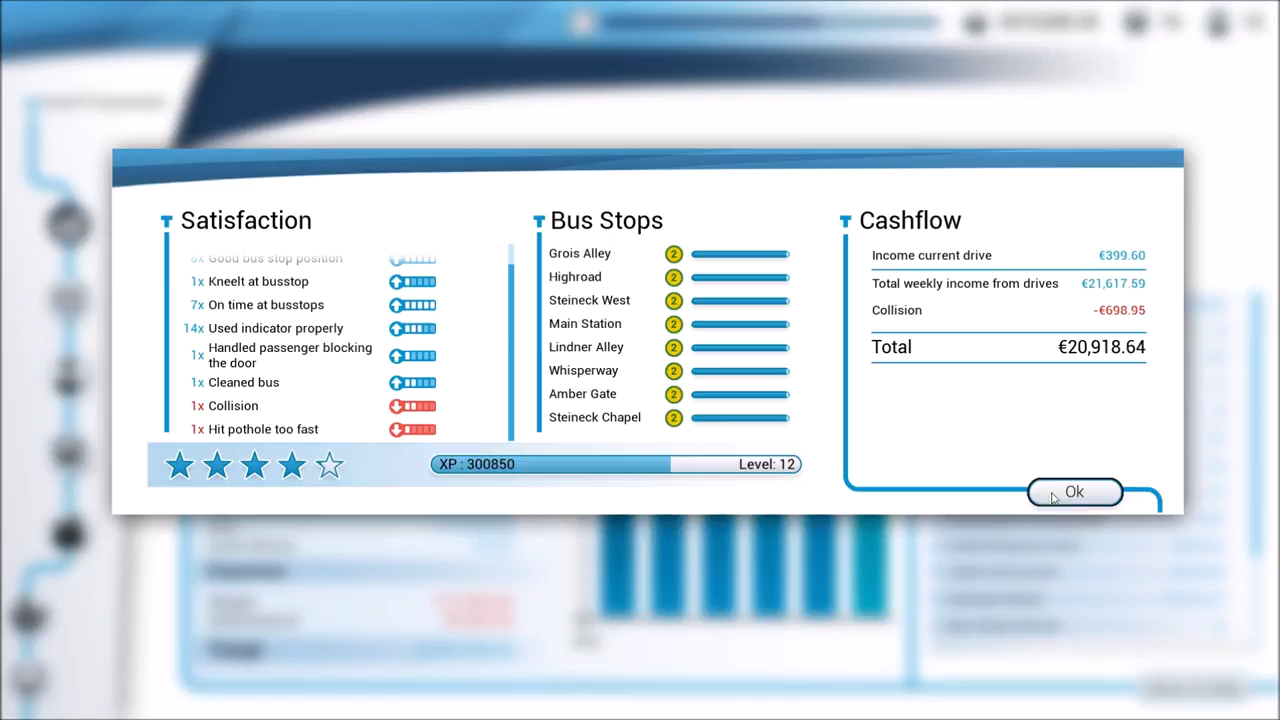 Satisfaction
8x Good bus stop position
1x Kneelt at busstop
7x On time at busstops
14x Used indicator properly
1x Handled passenger blocking
the door
1x Cleaned bus
1x Collision
1x Hit pothole too fast
XP : 300850
Level: 12
Bus Stops
Grois Alley 2
Highroad 2
Steineck West 2
Main Station 2
Lindner Alley 2
Whisperway 2
Amber Gate 2
Steineck Chapel 2
Cashflow
Income current drive €399.60
Total weekly income from drives €21,617.59
Collision -€698.95
Total €20,918.64
Ok